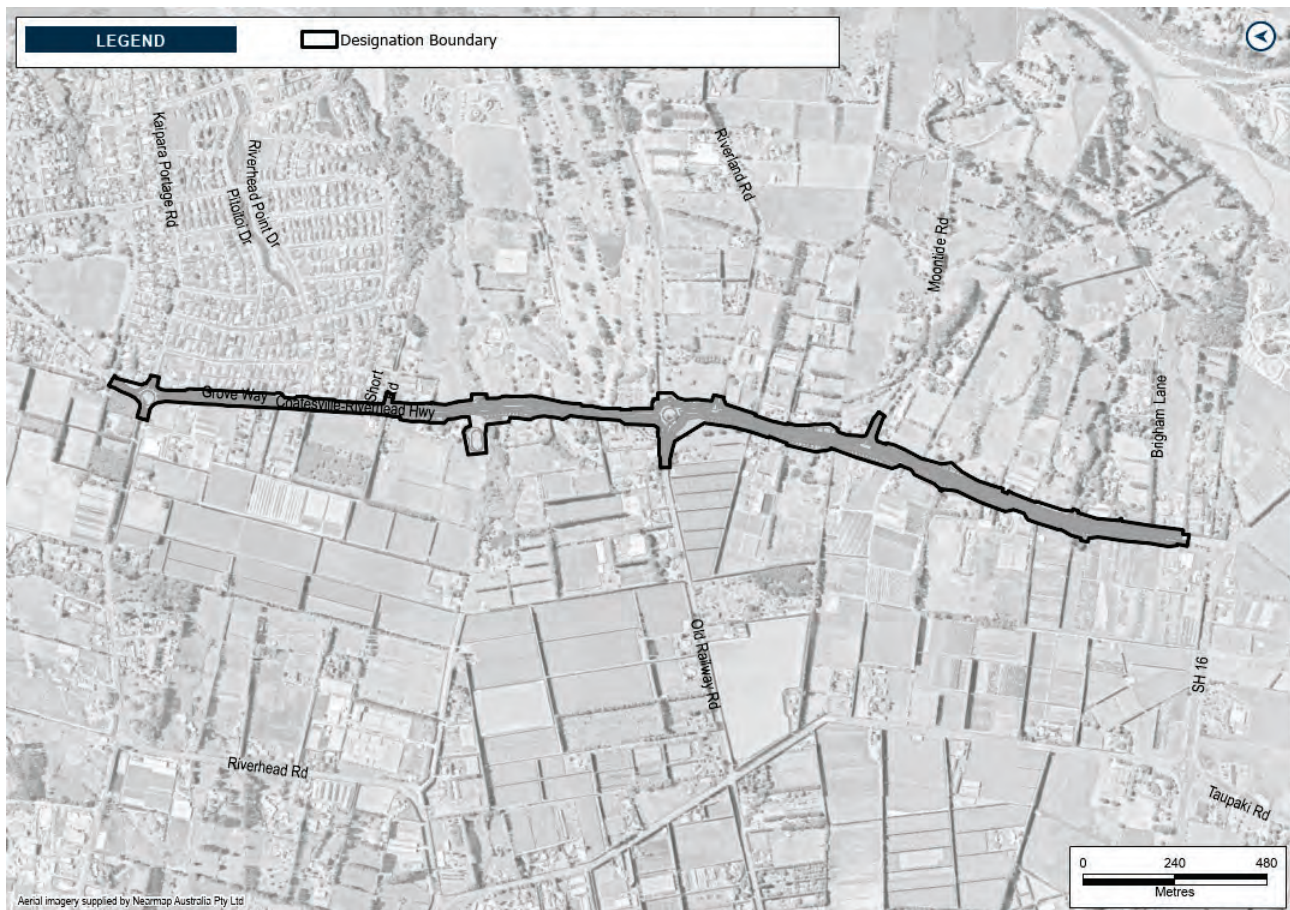 LEGEND
Designation Boundary
Kaipara Portage Rd
Riverhead Point Dr
Pitoitoi Dr
Riverland Rd
Moontide Rd
Short
Rd
Grove Way
Coatesville-Riverhead Hwy
Brigham Lane
Old Railway Rd
SH 16
Riverhead Rd
Taupaki Rd
0 240 480
Metres
Aerial imagery supplied by Nearmap Australia Pty Ltd